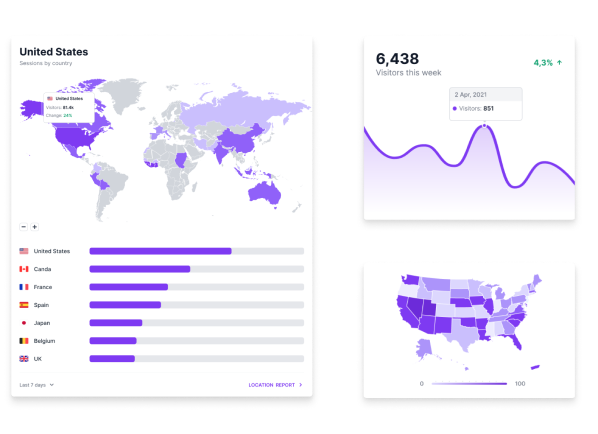 United States
Sessions by country
United States
Visitors: 81.4k
Change: 24%
United States
Canda
France
Spain
Japan
Belgium
UK
Last 7 days
LOCATION REPORT
6,438
Visitors this week
4,3%
2 Apr, 2021
Visitors: 851
0
100